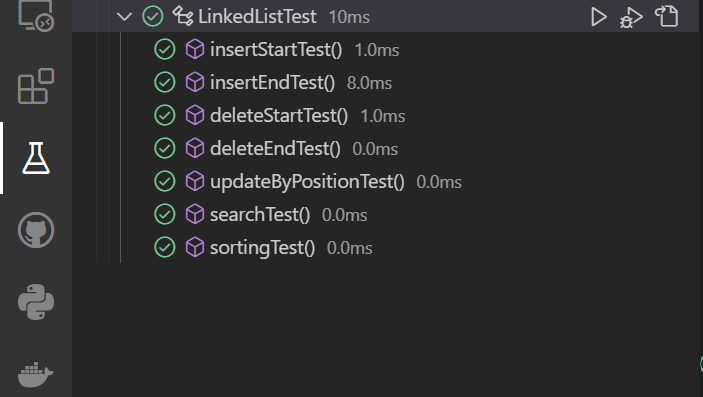 LinkedListTest 10ms
insertStartTest() 1.0ms
insertEndTest() 8.0ms
deleteStartTest() 1.0ms
deleteEndTest() 0.0ms
updateByPositionTest() 0.0ms
searchTest() 0.0ms
sortingTest() 0.0ms